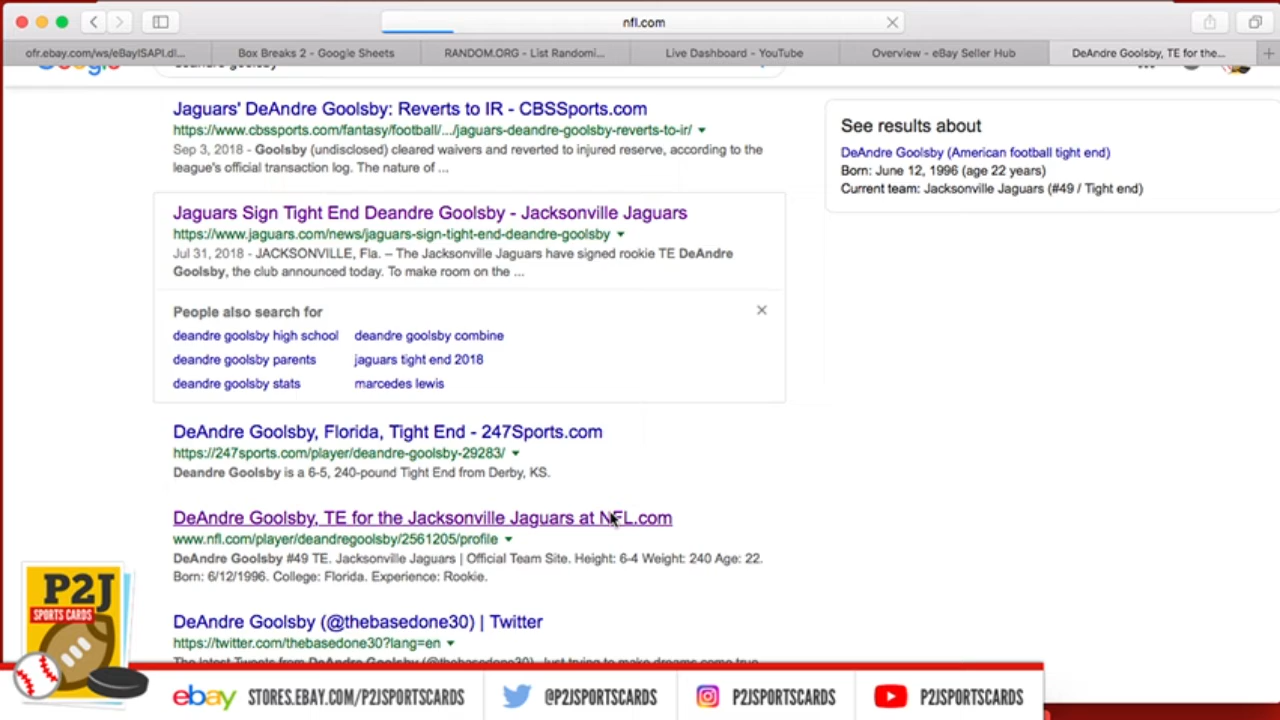 nfl.com
ofr.ebay.com/ws/eBayISAPI.dl...
Box Breaks 2 - Google Sheets
RANDOM.ORG - List Randomi...
Live Dashboard - YouTube
Overview - eBay Seller Hub
DeAndre Goolsby, TE for the...
Jaguars' DeAndre Goolsby: Reverts to IR - CBSSports.com
https://www.cbssports.com/fantasy/football/.../jaguars-deandre-goolsby-reverts-to-ir/
Sep 3, 2018 - Goolsby (undisclosed) cleared waivers and reverted to injured reserve, according to the
league's official transaction log. The nature of ...
See results about
DeAndre Goolsby (American football tight end)
Born: June 12, 1996 (age 22 years)
Current team: Jacksonville Jaguars (#49 / Tight end)
Jaguars Sign Tight End Deandre Goolsby - Jacksonville Jaguars
https://www.jaguars.com/news/jaguars-sign-tight-end-deandre-goolsby
Jul 31, 2018 - JACKSONVILLE, Fla. – The Jacksonville Jaguars have signed rookie TE DeAndre
Goolsby, the club announced today. To make room on the ...
People also search for
deandre goolsby high school
deandre goolsby combine
deandre goolsby parents
jaguars tight end 2018
deandre goolsby stats
marcedes lewis
DeAndre Goolsby, Florida, Tight End - 247Sports.com
https://247sports.com/player/deandre-goolsby-29283/
Deandre Goolsby is a 6-5, 240-pound Tight End from Derby, KS.
DeAndre Goolsby, TE for the Jacksonville Jaguars at NFL.com
www.nfl.com/player/deandregoolsby/2561205/profile
DeAndre Goolsby #49 TE. Jacksonville Jaguars | Official Team Site. Height: 6-4 Weight: 240 Age: 22.
Born: 6/12/1996. College: Florida. Experience: Rookie.
DeAndre Goolsby (@thebasedone30) | Twitter
https://twitter.com/thebasedone30?lang=en
The latest Tweets from DeAndre Goolsby (@thebasedone30). Just trying to make dreams come true
P2J
SPORTS CARDS
ebay STORES.EBAY.COM/P2JSPORTSCARDS
@P2JSPORTSCARDS
P2JSPORTSCARDS
P2JSPORTSCARDS